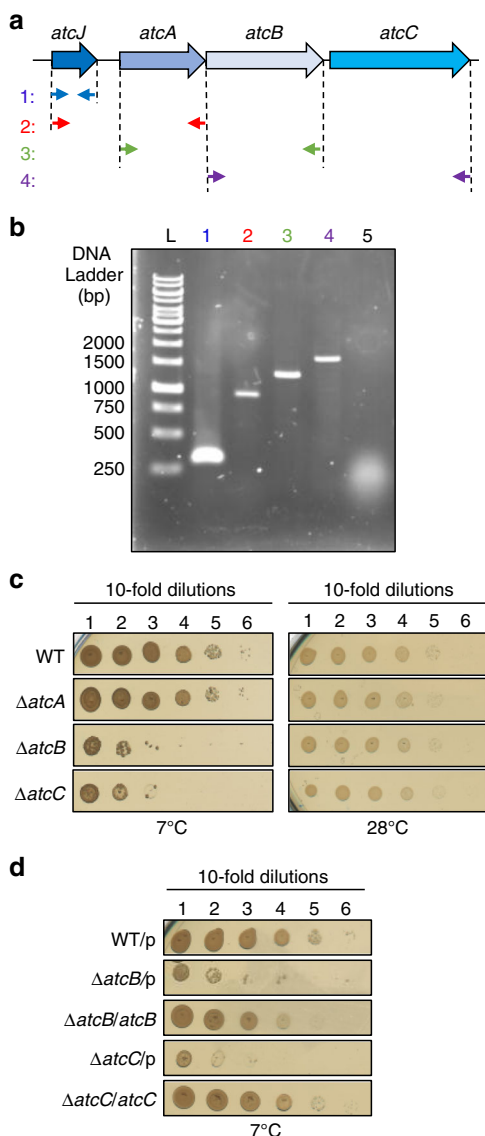 a
atcJ atcA atcB atcC
1:
2:
3:
4:
b
L 1 2 3 4 5
DNA
Ladder
(bp)
2000
1500
1000
750
500
250
c
10-fold dilutions 10-fold dilutions
1 2 3 4 5 6 1 2 3 4 5 6
WT
ΔatcA
ΔatcB
ΔatcC
7°C 28°C
d
10-fold dilutions
1 2 3 4 5 6
WT/p
ΔatcB/p
ΔatcB/atcB
ΔatcC/p
ΔatcC/atcC
7°C